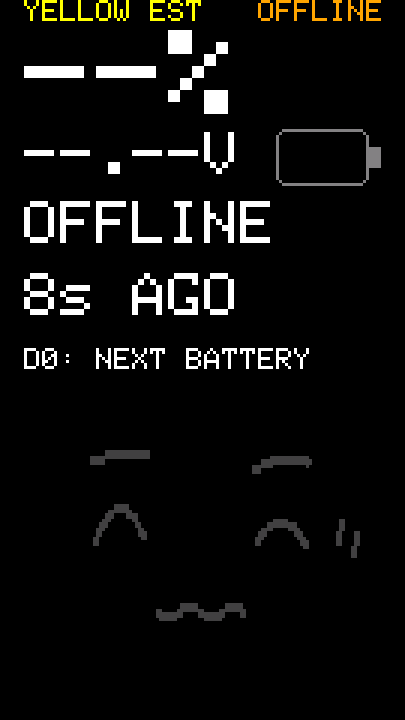 YELLOW EST OFFLINE
--%
--.--V
OFFLINE
8s AGO
D0: NEXT BATTERY